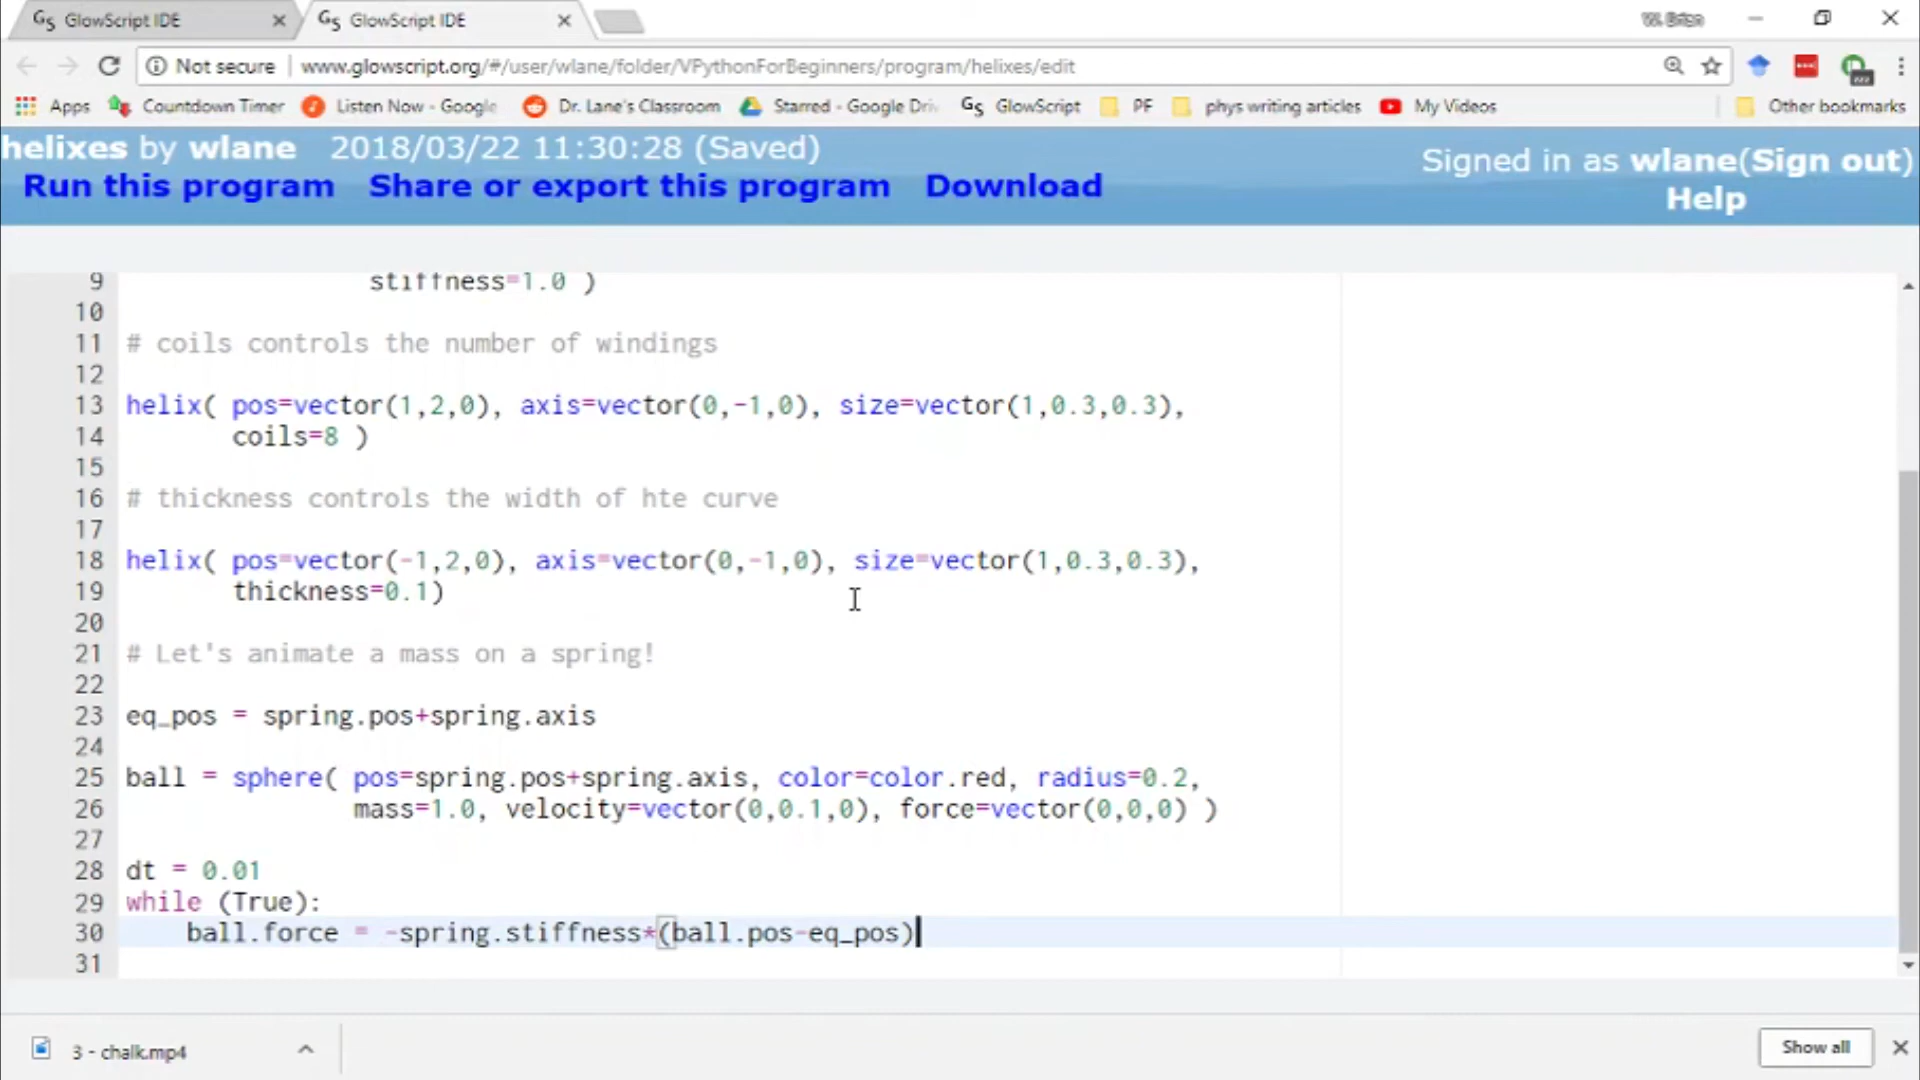 GlowScript IDE
GlowScript IDE
W. Brian
Not secure
www.glowscript.org/#/user/wlane/folder/VPythonForBeginners/program/helixes/edit
Apps Countdown Timer Listen Now - Google Dr. Lane's Classroom Starred - Google Driv GlowScript PF phys writing articles My Videos Other bookmarks
helixes by wlane 2018/03/22 11:30:28 (Saved)
Signed in as wlane(Sign out)
Run this program Share or export this program Download
Help
9 stiffness=1.0 )
10
11 # coils controls the number of windings
12
13 helix( pos=vector(1,2,0), axis=vector(0,-1,0), size=vector(1,0.3,0.3),
14 coils=8 )
15
16 # thickness controls the width of hte curve
17
18 helix( pos=vector(-1,2,0), axis=vector(0,-1,0), size=vector(1,0.3,0.3),
19 thickness=0.1)
20
21 # Let's animate a mass on a spring!
22
23 eq_pos = spring.pos+spring.axis
24
25 ball = sphere( pos=spring.pos+spring.axis, color=color.red, radius=0.2,
26 mass=1.0, velocity=vector(0,0.1,0), force=vector(0,0,0) )
27
28 dt = 0.01
29 while (True):
30 ball.force = -spring.stiffness*(ball.pos-eq_pos)
31
3 - chalk.mp4
Show all